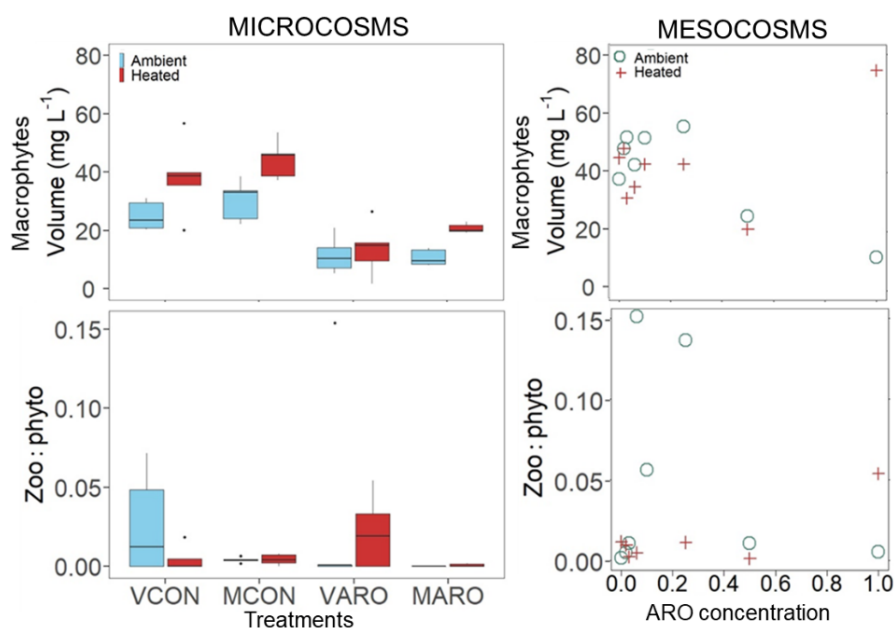 MICROCOSMS
Macrophytes
Volume (mg L⁻¹)
80
60
40
20
0
Ambient
Heated
Zoo : phyto
0.15
0.10
0.05
0.00
VCON MCON VARO MARO
Treatments
MESOCOSMS
Macrophytes
Volume (mg L⁻¹)
80
60
40
20
0
Ambient
Heated
Zoo : phyto
0.15
0.10
0.05
0.00
0.0 0.2 0.4 0.6 0.8 1.0
ARO concentration